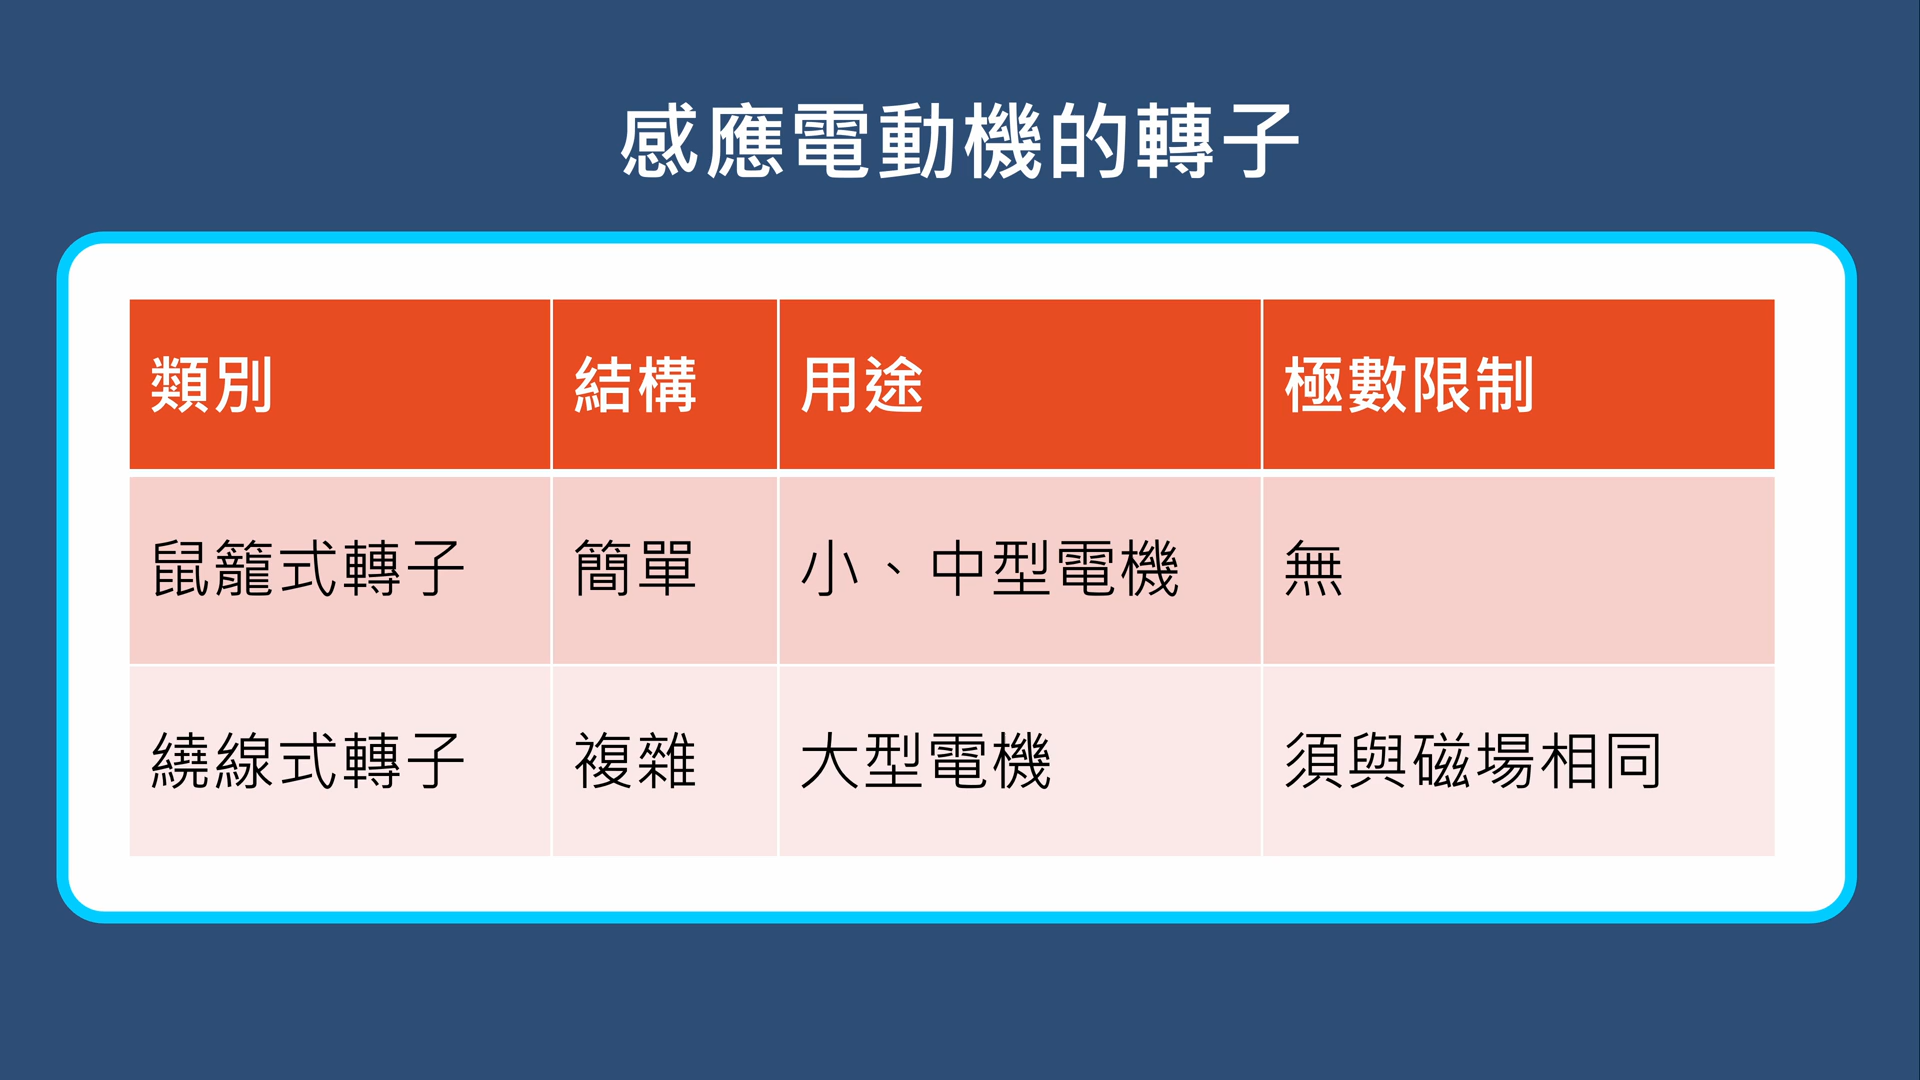 感應電動機的轉子
類別 結構 用途 極數限制
鼠籠式轉子 簡單 小、中型電機 無
繞線式轉子 複雜 大型電機 須與磁場相同